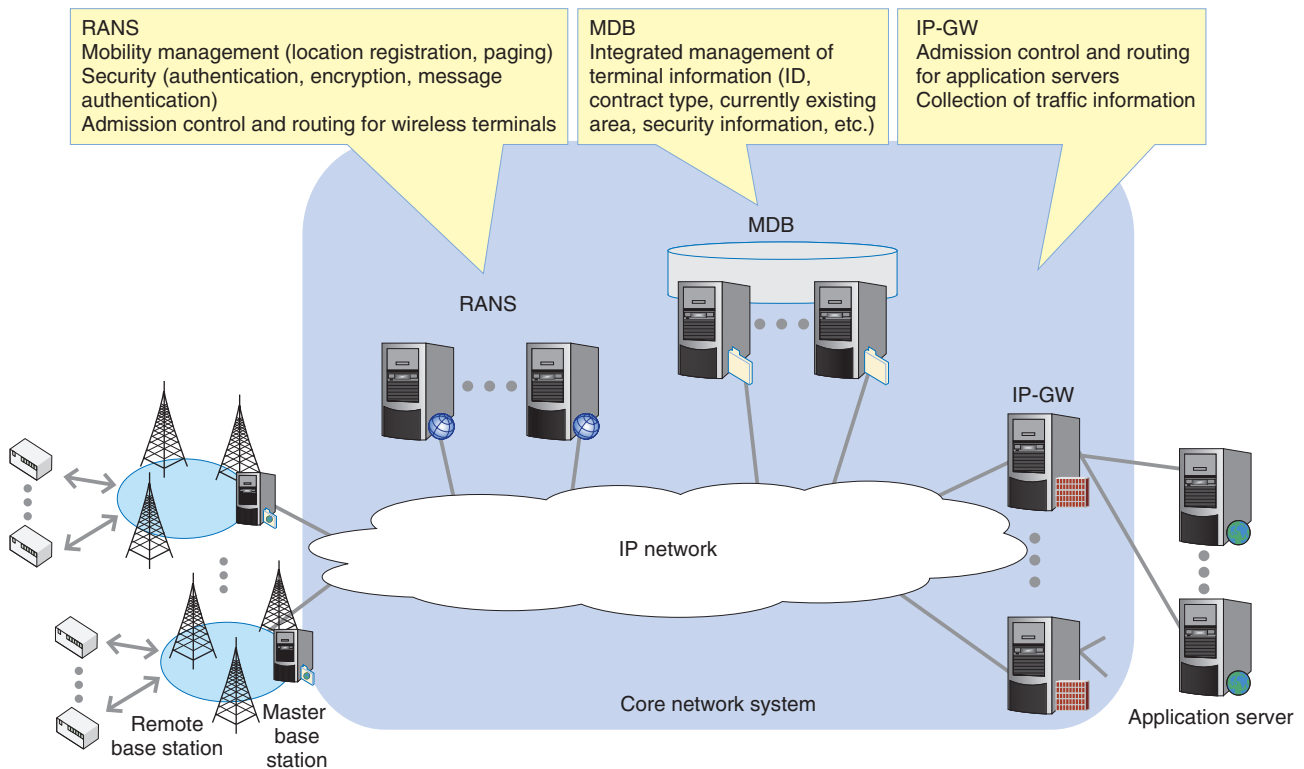 RANS
Mobility management (location registration, paging)
Security (authentication, encryption, message
authentication)
Admission control and routing for wireless terminals
MDB
Integrated management of
terminal information (ID,
contract type, currently existing
area, security information, etc.)
IP-GW
Admission control and routing
for application servers
Collection of traffic information
MDB
RANS
IP-GW
IP network
Core network system
Remote
base station
Master
base
station
Application server